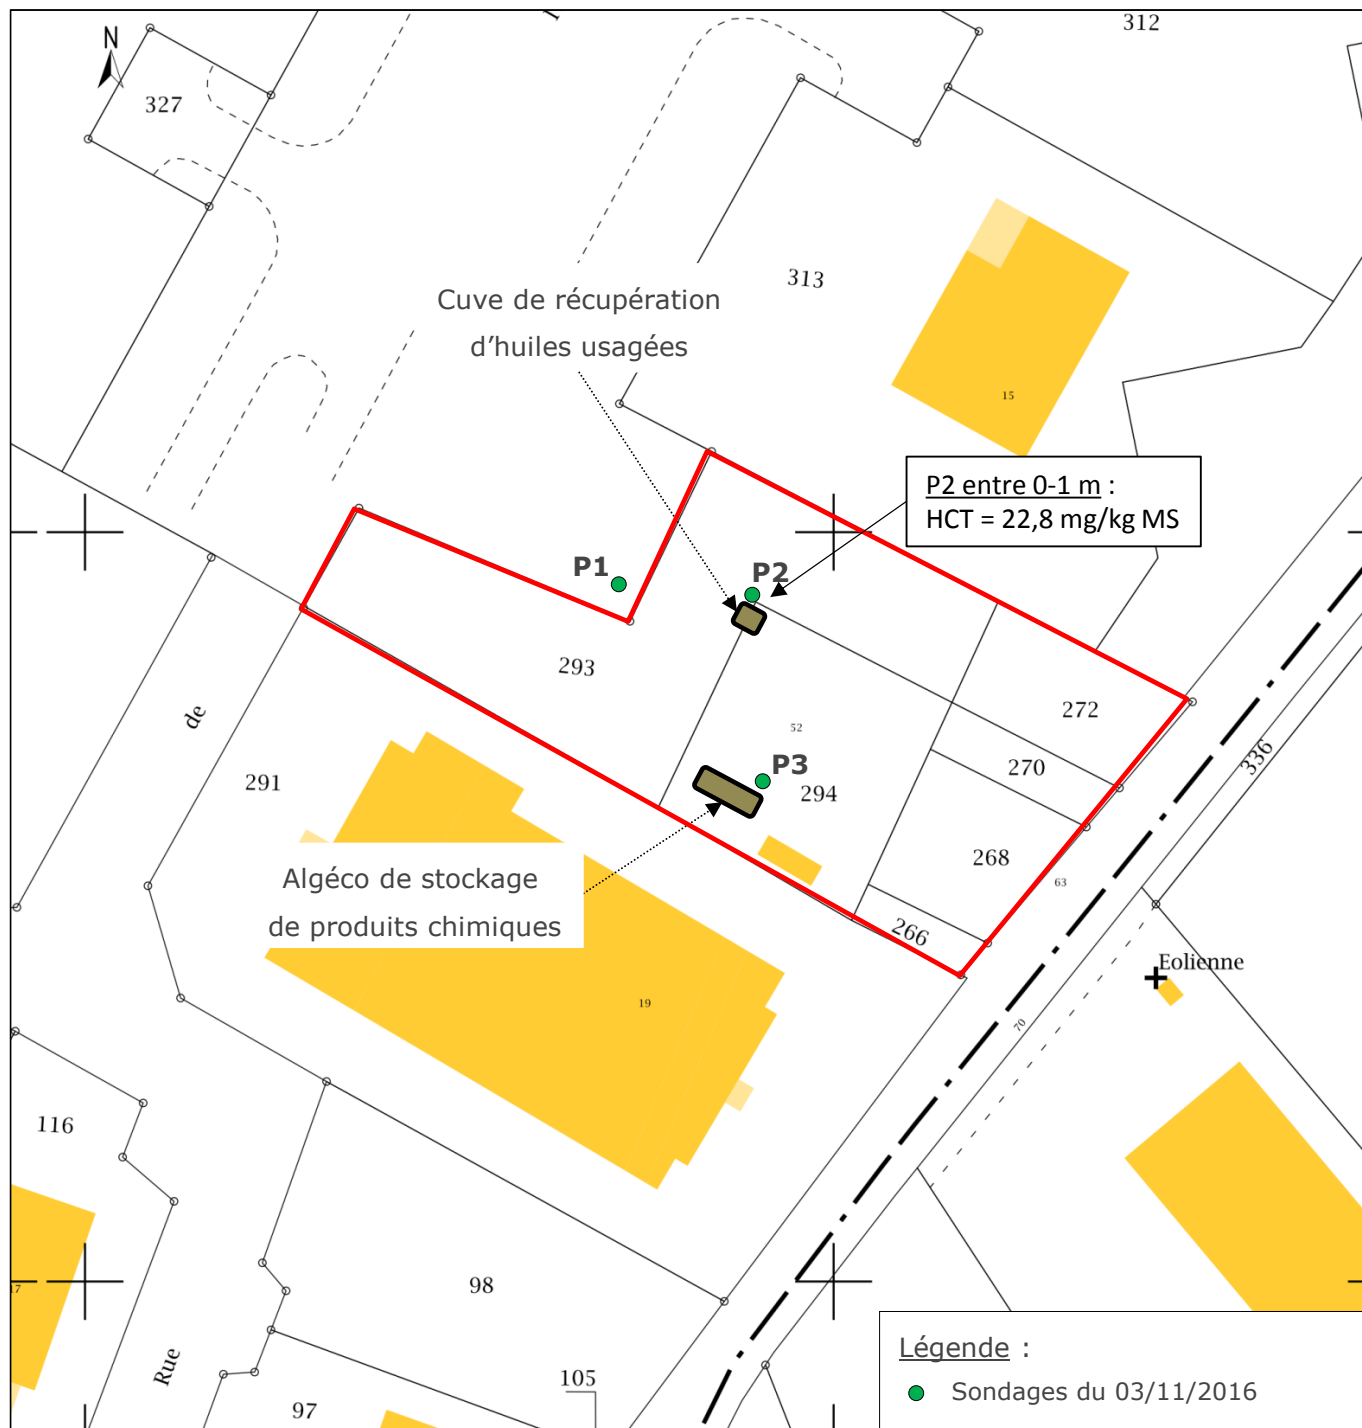 N
312
327
313
Cuve de récupération
d’huiles usagées
15
P2 entre 0-1 m :
HCT = 22,8 mg/kg MS
P1
P2
293
272
de
52
336
270
291
P3
294
268
Algéco de stockage
de produits chimiques
63
266
Eolienne
19
70
116
98
17
Légende :
Rue
105
Sondages du 03/11/2016
97